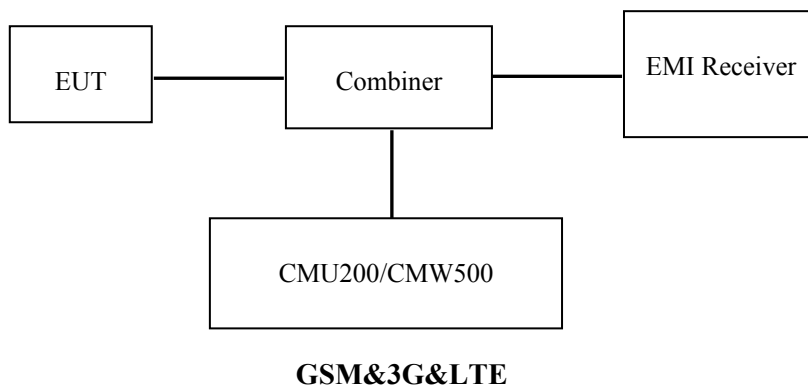 EUT
Combiner
EMI Receiver
CMU200/CMW500
GSM&3G&LTE